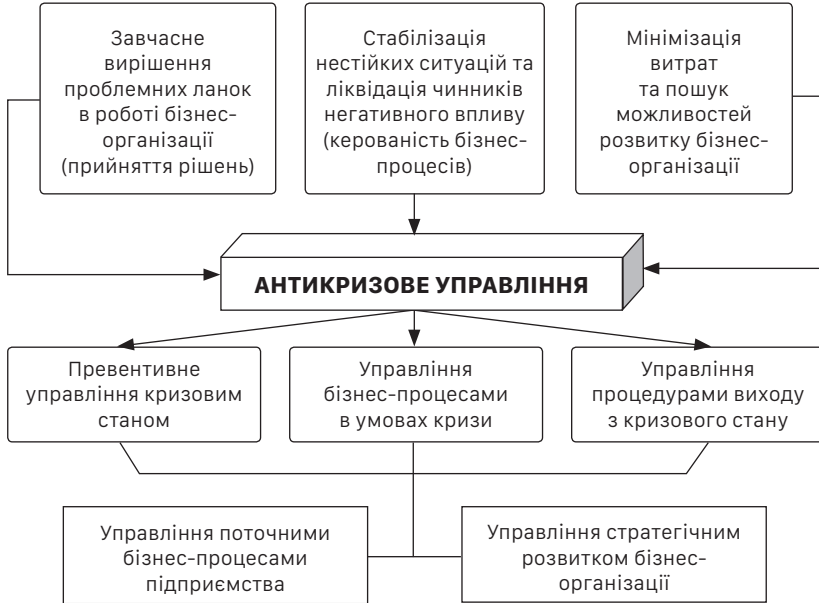 Завчасне
вирішення
проблемних ланок
в роботі бізнес-
організації
(прийняття рішень)
Стабілізація
нестійких ситуацій та
ліквідація чинників
негативного впливу
(керованість бізнес-
процесів)
Мінімізація
витрат
та пошук
можливостей
розвитку бізнес-
організації
АНТИКРИЗОВЕ УПРАВЛІННЯ
Превентивне
управління кризовим
станом
Управління
бізнес-процесами
в умовах кризи
Управління
процедурами виходу
з кризового стану
Управління поточними
бізнес-процесами
підприємства
Управління стратегічним
розвитком бізнес-
організації